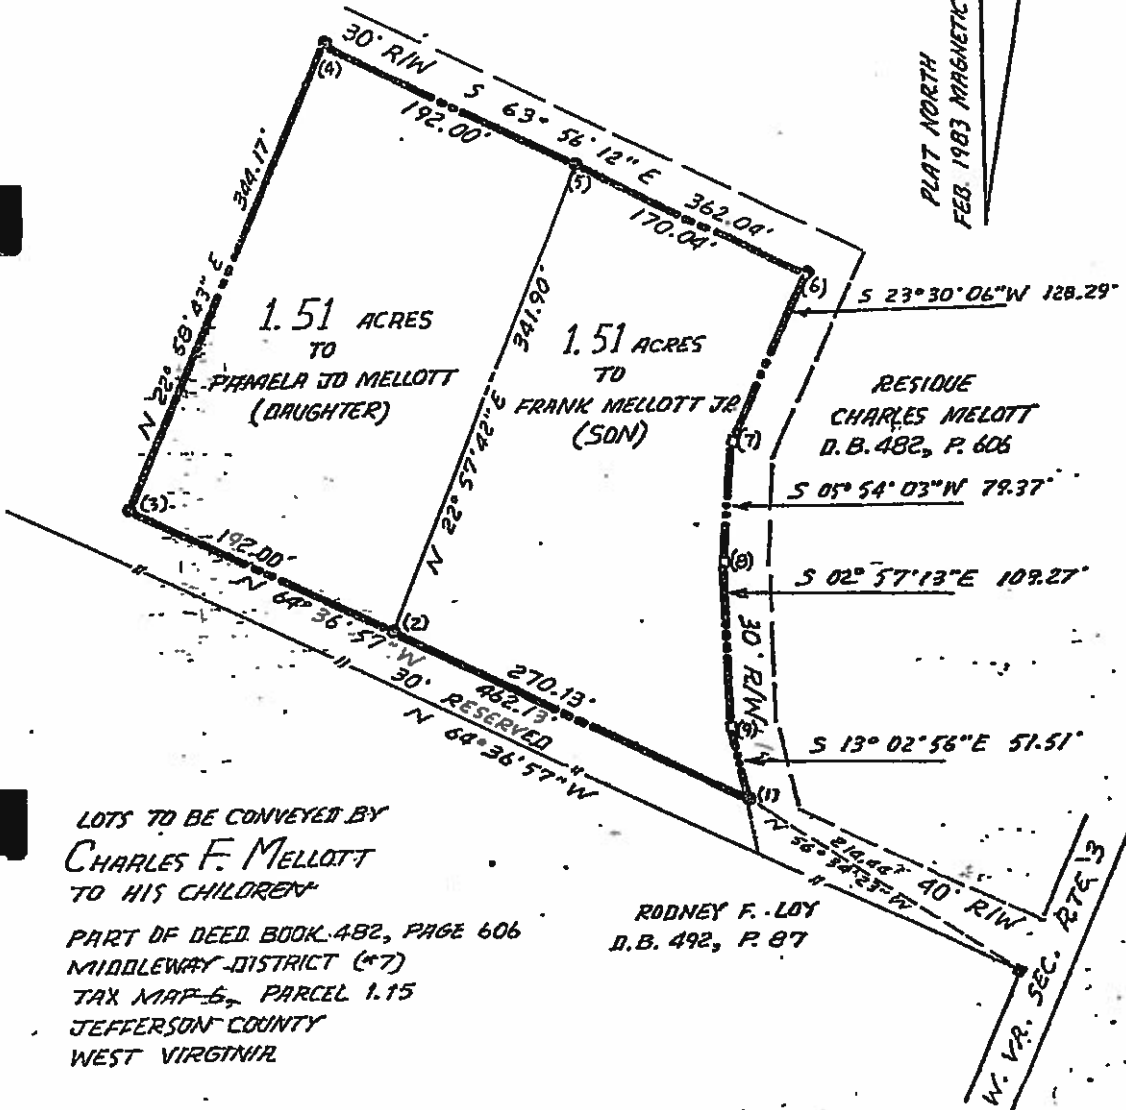 PLAT NORTH
FEB. 1983 MAGNETIC
30' R/W
S 63° 56' 12" E 362.04'
(4)
192.00'
(5)
170.04'
(6)
344.17'
N 22° 58' 43" E
341.90'
N 22° 57' 42" E
S 23° 30' 06" W 128.29'
1.51 ACRES
TO
PAMELA JO MELLOTT
(DAUGHTER)
1.51 ACRES
TO
FRANK MELLOTT JR
(SON)
RESIDUE
CHARLES MELOTT
D.B. 482, P. 606
(7)
S 05° 54' 03" W 79.37'
(8)
S 02° 57' 13" E 109.27'
30' R/W
(9)
S 13° 02' 56" E 51.51'
(3)
192.00'
N 64° 36' 57" W
(2)
270.13'
462.13'
30' RESERVED
N 64° 36' 57" W
(1)
214.44'
N 56° 34' 23" W
40' R/W
W. VA. SEC. RTE 13
RODNEY F. LOY
D.B. 492, P. 87
LOTS TO BE CONVEYED BY
CHARLES F. MELLOTT
TO HIS CHILDREN
PART OF DEED BOOK 482, PAGE 606
MIDDLEWAY DISTRICT (#7)
TAX MAP 6, PARCEL 1.15
JEFFERSON COUNTY
WEST VIRGINIA